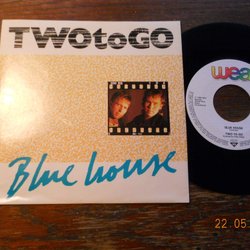 TWOtoGO
Blue house
wea
BLUE HOUSE
TWO TO GO
22.05